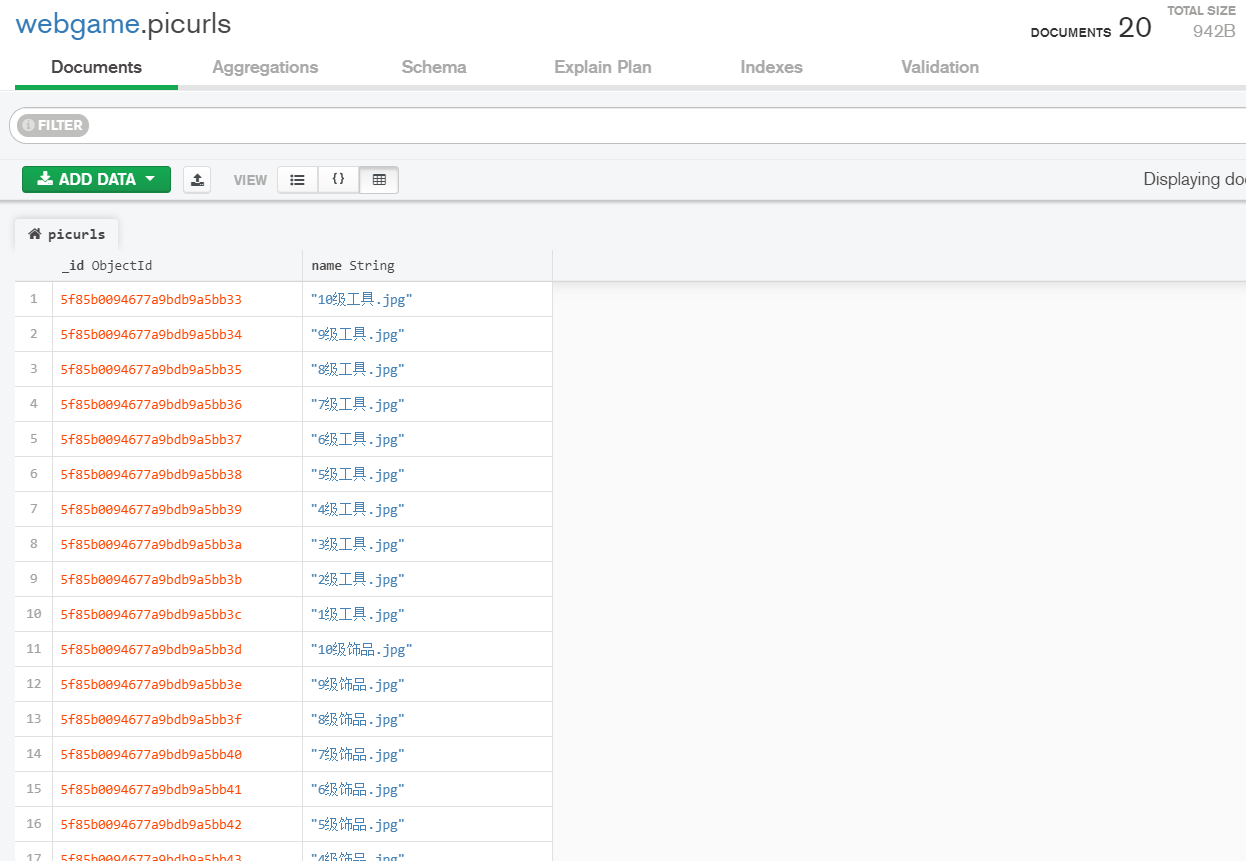 webgame.picurls
DOCUMENTS 20
TOTAL SIZE
942B
Documents Aggregations Schema Explain Plan Indexes Validation
FILTER
ADD DATA VIEW {} Displaying do
picurls
_id ObjectId name String
1 5f85b0094677a9bdb9a5bb33 "10级工具.jpg"
2 5f85b0094677a9bdb9a5bb34 "9级工具.jpg"
3 5f85b0094677a9bdb9a5bb35 "8级工具.jpg"
4 5f85b0094677a9bdb9a5bb36 "7级工具.jpg"
5 5f85b0094677a9bdb9a5bb37 "6级工具.jpg"
6 5f85b0094677a9bdb9a5bb38 "5级工具.jpg"
7 5f85b0094677a9bdb9a5bb39 "4级工具.jpg"
8 5f85b0094677a9bdb9a5bb3a "3级工具.jpg"
9 5f85b0094677a9bdb9a5bb3b "2级工具.jpg"
10 5f85b0094677a9bdb9a5bb3c "1级工具.jpg"
11 5f85b0094677a9bdb9a5bb3d "10级饰品.jpg"
12 5f85b0094677a9bdb9a5bb3e "9级饰品.jpg"
13 5f85b0094677a9bdb9a5bb3f "8级饰品.jpg"
14 5f85b0094677a9bdb9a5bb40 "7级饰品.jpg"
15 5f85b0094677a9bdb9a5bb41 "6级饰品.jpg"
16 5f85b0094677a9bdb9a5bb42 "5级饰品.jpg"
17 5f85b0094677a9bdb9a5bb43 "4级饰品.jpg"